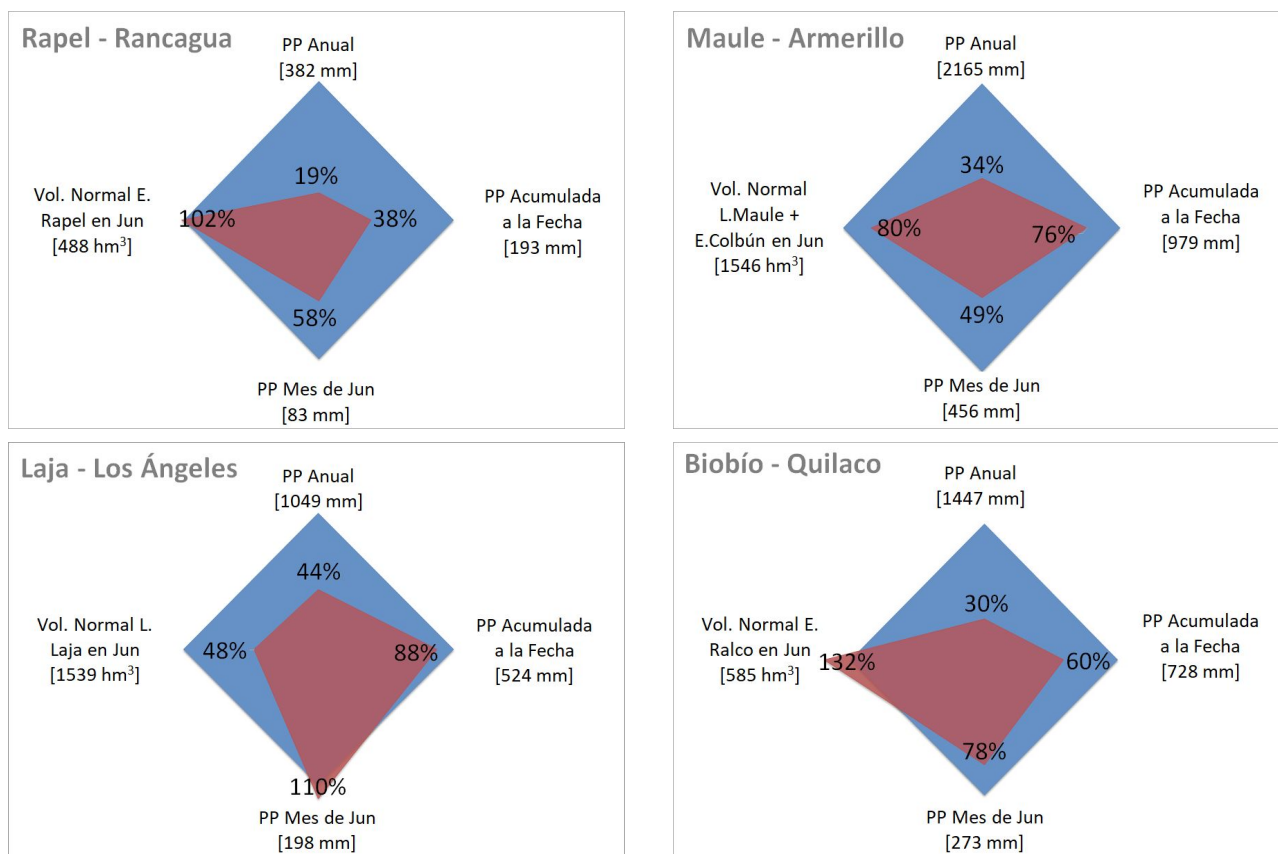 Rapel - Rancagua
PP Anual
[382 mm]
19%
Vol. Normal E.
Rapel en Jun
[488 hm³]
102%
38%
PP Acumulada
a la Fecha
[193 mm]
58%
PP Mes de Jun
[83 mm]
Maule - Armerillo
PP Anual
[2165 mm]
34%
Vol. Normal
L.Maule +
E.Colbún en Jun
[1546 hm³]
80%
76%
PP Acumulada
a la Fecha
[979 mm]
49%
PP Mes de Jun
[456 mm]
Laja - Los Ángeles
PP Anual
[1049 mm]
44%
Vol. Normal L.
Laja en Jun
[1539 hm³]
48%
88%
PP Acumulada
a la Fecha
[524 mm]
110%
PP Mes de Jun
[198 mm]
Biobío - Quilaco
PP Anual
[1447 mm]
30%
Vol. Normal E.
Ralco en Jun
[585 hm³]
132%
60%
PP Acumulada
a la Fecha
[728 mm]
78%
PP Mes de Jun
[273 mm]